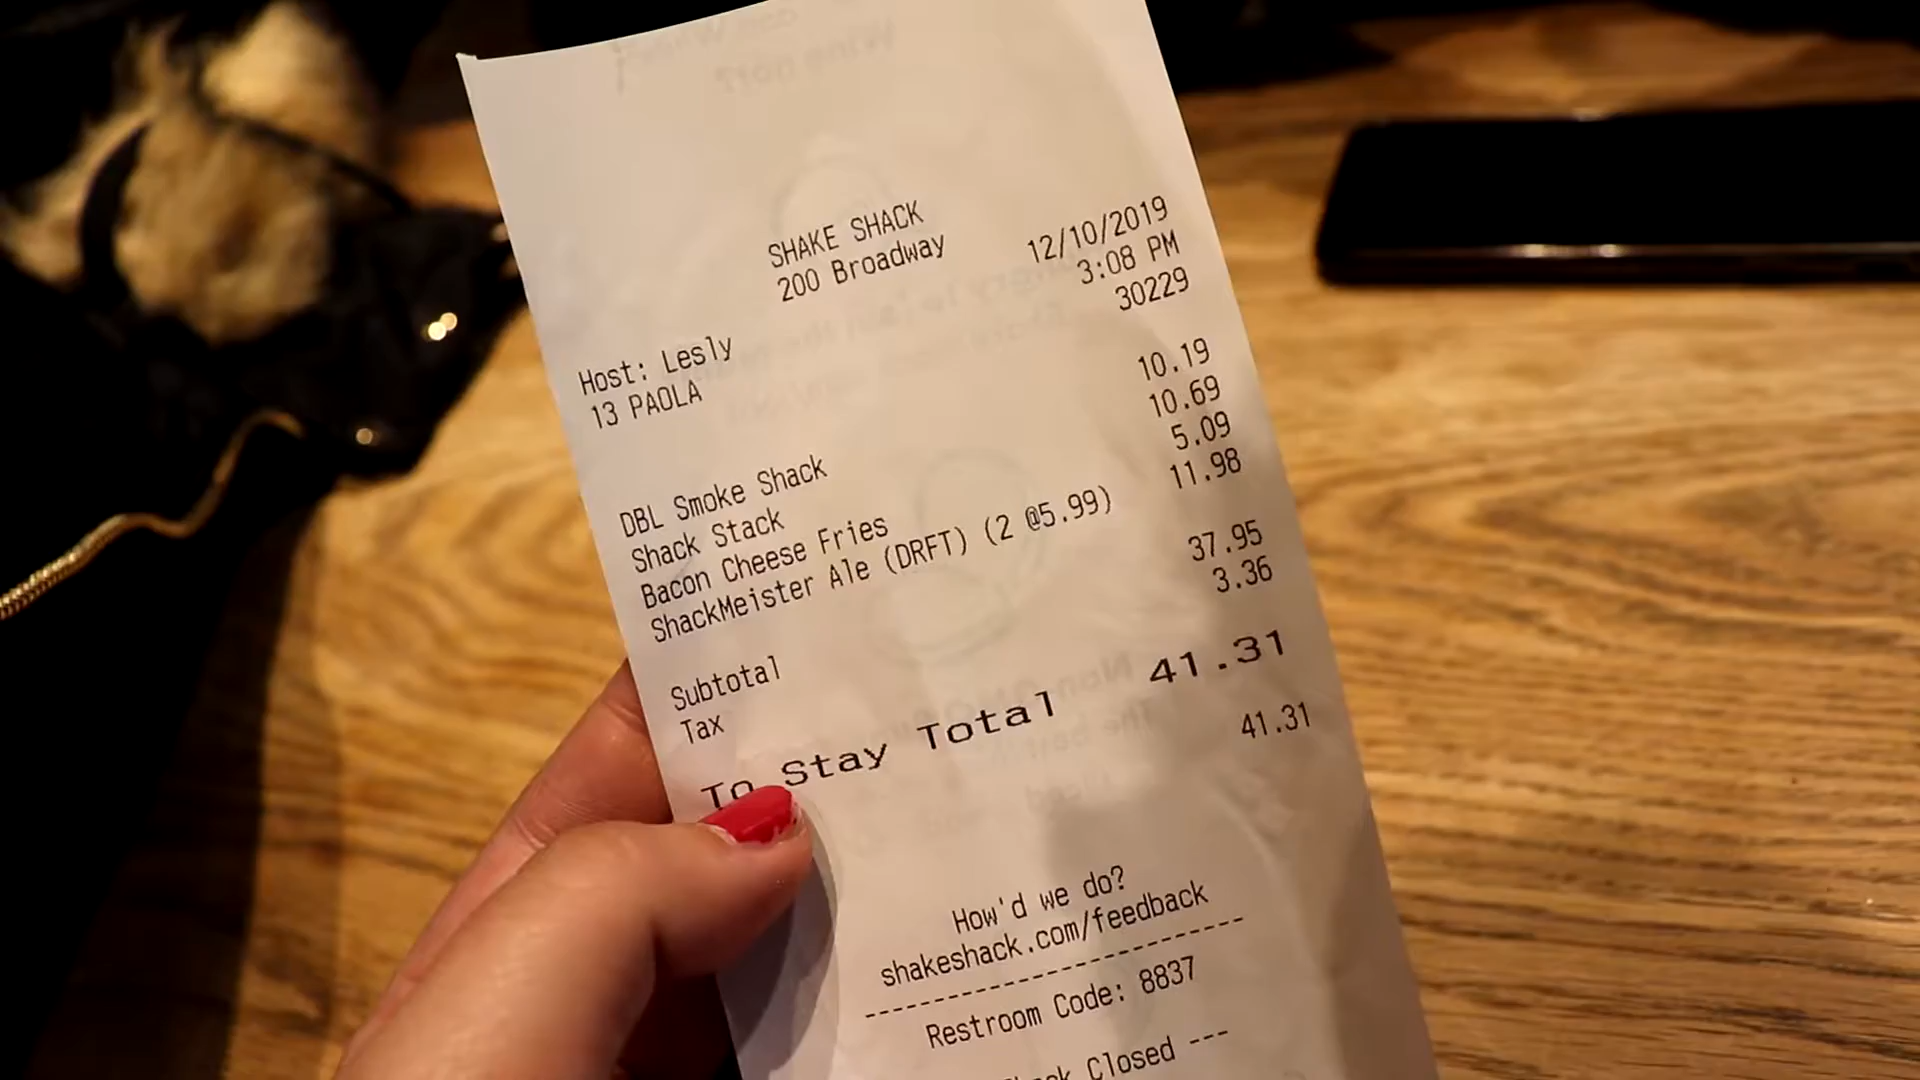 SHAKE SHACK
200 Broadway
12/10/2019
Host: Lesly 3:08 PM
13 PAOLA 30229
DBL Smoke Shack 10.19
Shack Stack 10.69
Bacon Cheese Fries 5.09
ShackMeister Ale (DRFT) (2 @5.99) 11.98
Subtotal 37.95
Tax 3.36
To Stay Total 41.31
41.31
How'd we do?
shakeshack.com/feedback
--------------------------------
Restroom Code: 8837
Closed ---